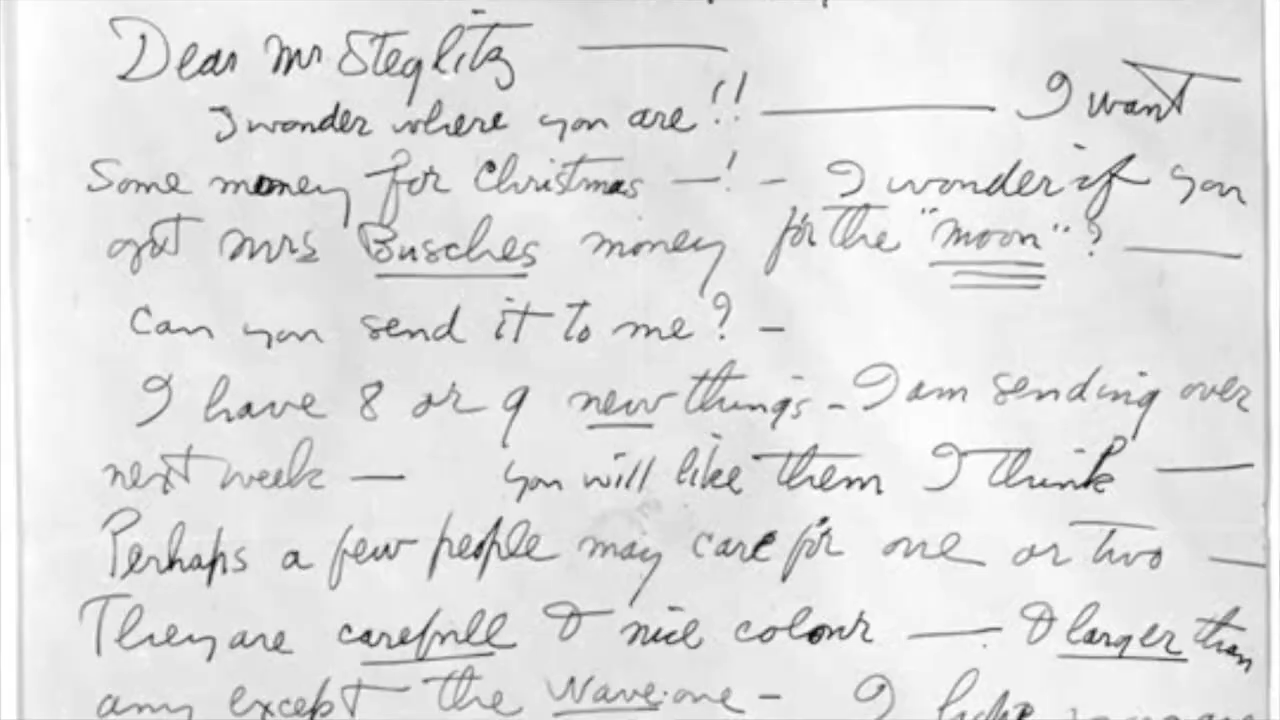 Dear Mr Steglitz —
I wonder where you are!! — I want
Some money for Christmas —! – I wonder if you
got Mrs Busches money for the "moon"? —
Can you send it to me? –
I have 8 or 9 new things – I am sending over
next week — you will like them I think —
Perhaps a few people may care for one or two —
They are carefull & nice colour — & larger than
any except the Wave one – I hope